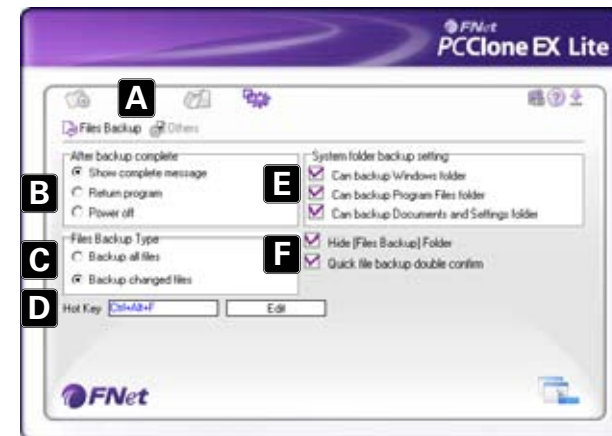 FNet
PCClone EX Lite
A
Files Backup Others
After backup complete
Show complete message
B
Return program
Power off
Files Backup Type
C
Backup all files
Backup changed files
D
Hot Key Ctrl+Alt+F Edit
System folder backup setting
E
Can backup Windows folder
Can backup Program Files folder
Can backup Documents and Settings folder
F
Hide [Files Backup] Folder
Quick file backup double confirm
FNet